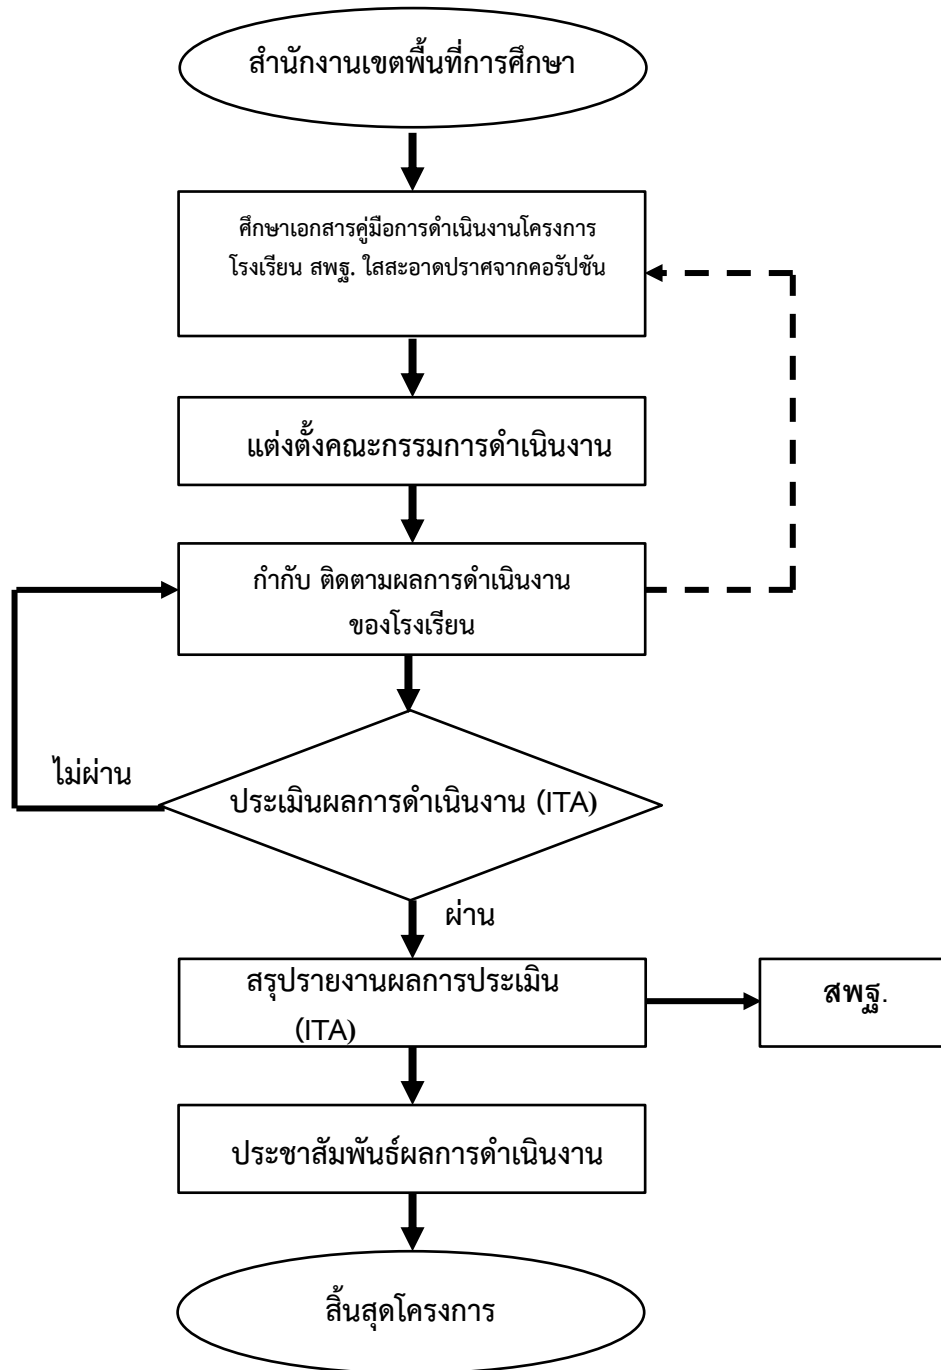 สำนักงานเขตพื้นที่การศึกษา
ศึกษาเอกสารคู่มือการดำเนินงานโครงการ
โรงเรียน สพฐ. ใสสะอาดปราศจากคอรัปชัน
แต่งตั้งคณะกรรมการดำเนินงาน
กำกับ ติดตามผลการดำเนินงาน
ของโรงเรียน
ไม่ผ่าน
ประเมินผลการดำเนินงาน (ITA)
ผ่าน
สรุปรายงานผลการประเมิน
(ITA)
สพฐ.
ประชาสัมพันธ์ผลการดำเนินงาน
สิ้นสุดโครงการ